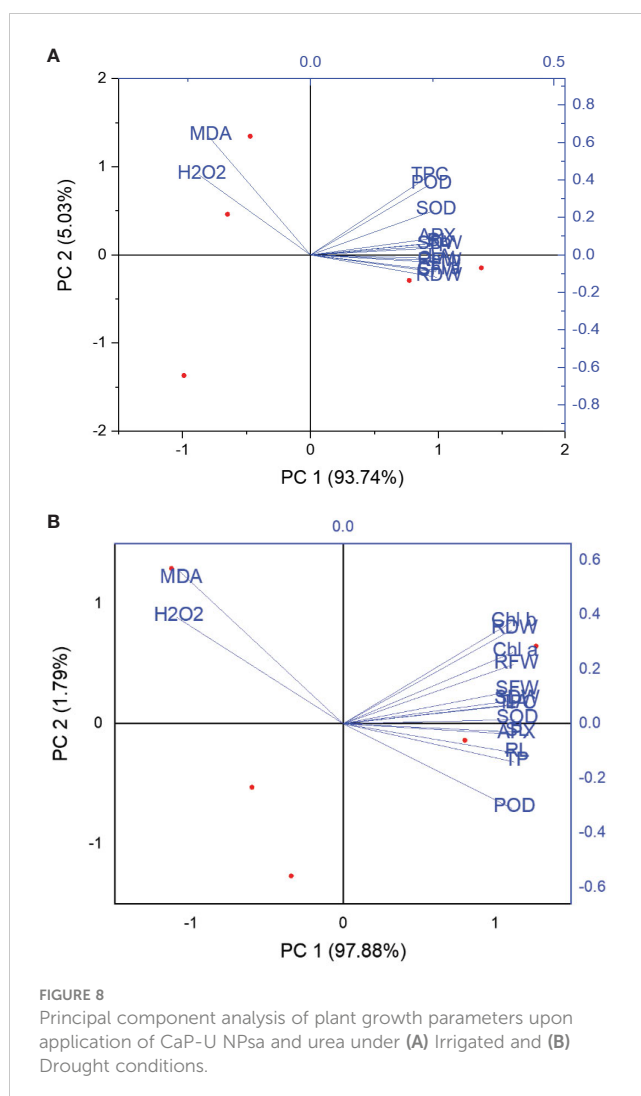 A
0.0 0.5
2
1
0
-1
-2
0.8
0.6
0.4
0.2
0.0
-0.2
-0.4
-0.6
-0.8
PC 2 (5.03%)
MDA
H2O2
TPC
POD
SOD
APX
RDW
-1 0 1 2
PC 1 (93.74%)
B
0.0
1
0
-1
0.6
0.4
0.2
0.0
-0.2
-0.4
-0.6
PC 2 (1.79%)
MDA
H2O2
Chl b
RDW
Chl a
RFW
SFW
SDW
SOD
APX
RL
TP
POD
-1 0 1
PC 1 (97.88%)
FIGURE 8
Principal component analysis of plant growth parameters upon
application of CaP-U NPsa and urea under (A) Irrigated and (B)
Drought conditions.